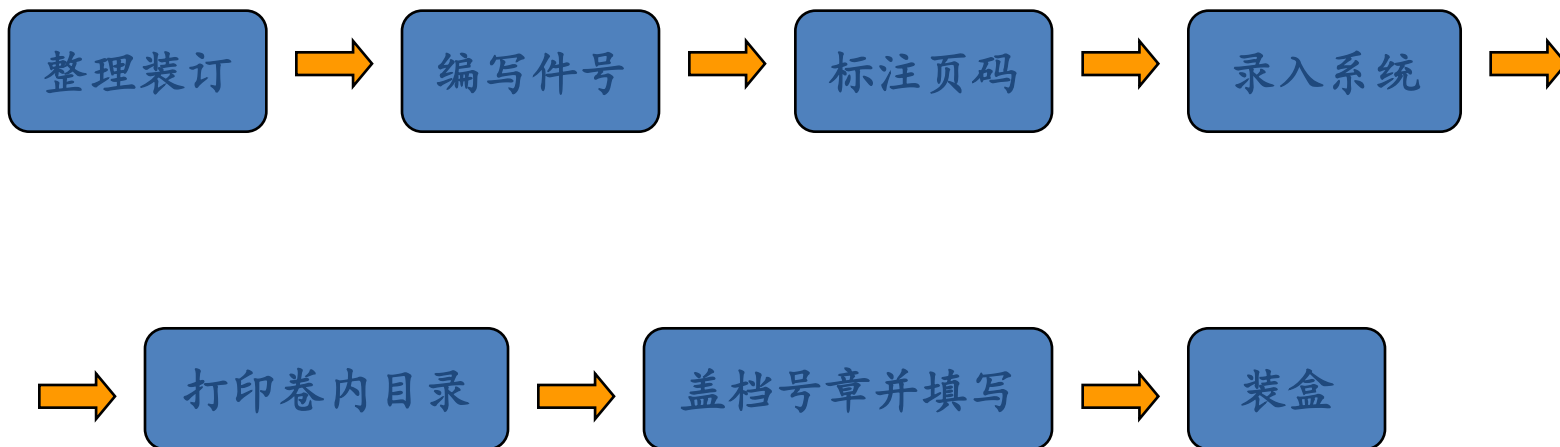 整理装订
编写件号
标注页码
录入系统
打印卷内目录
盖档号章并填写
装盒